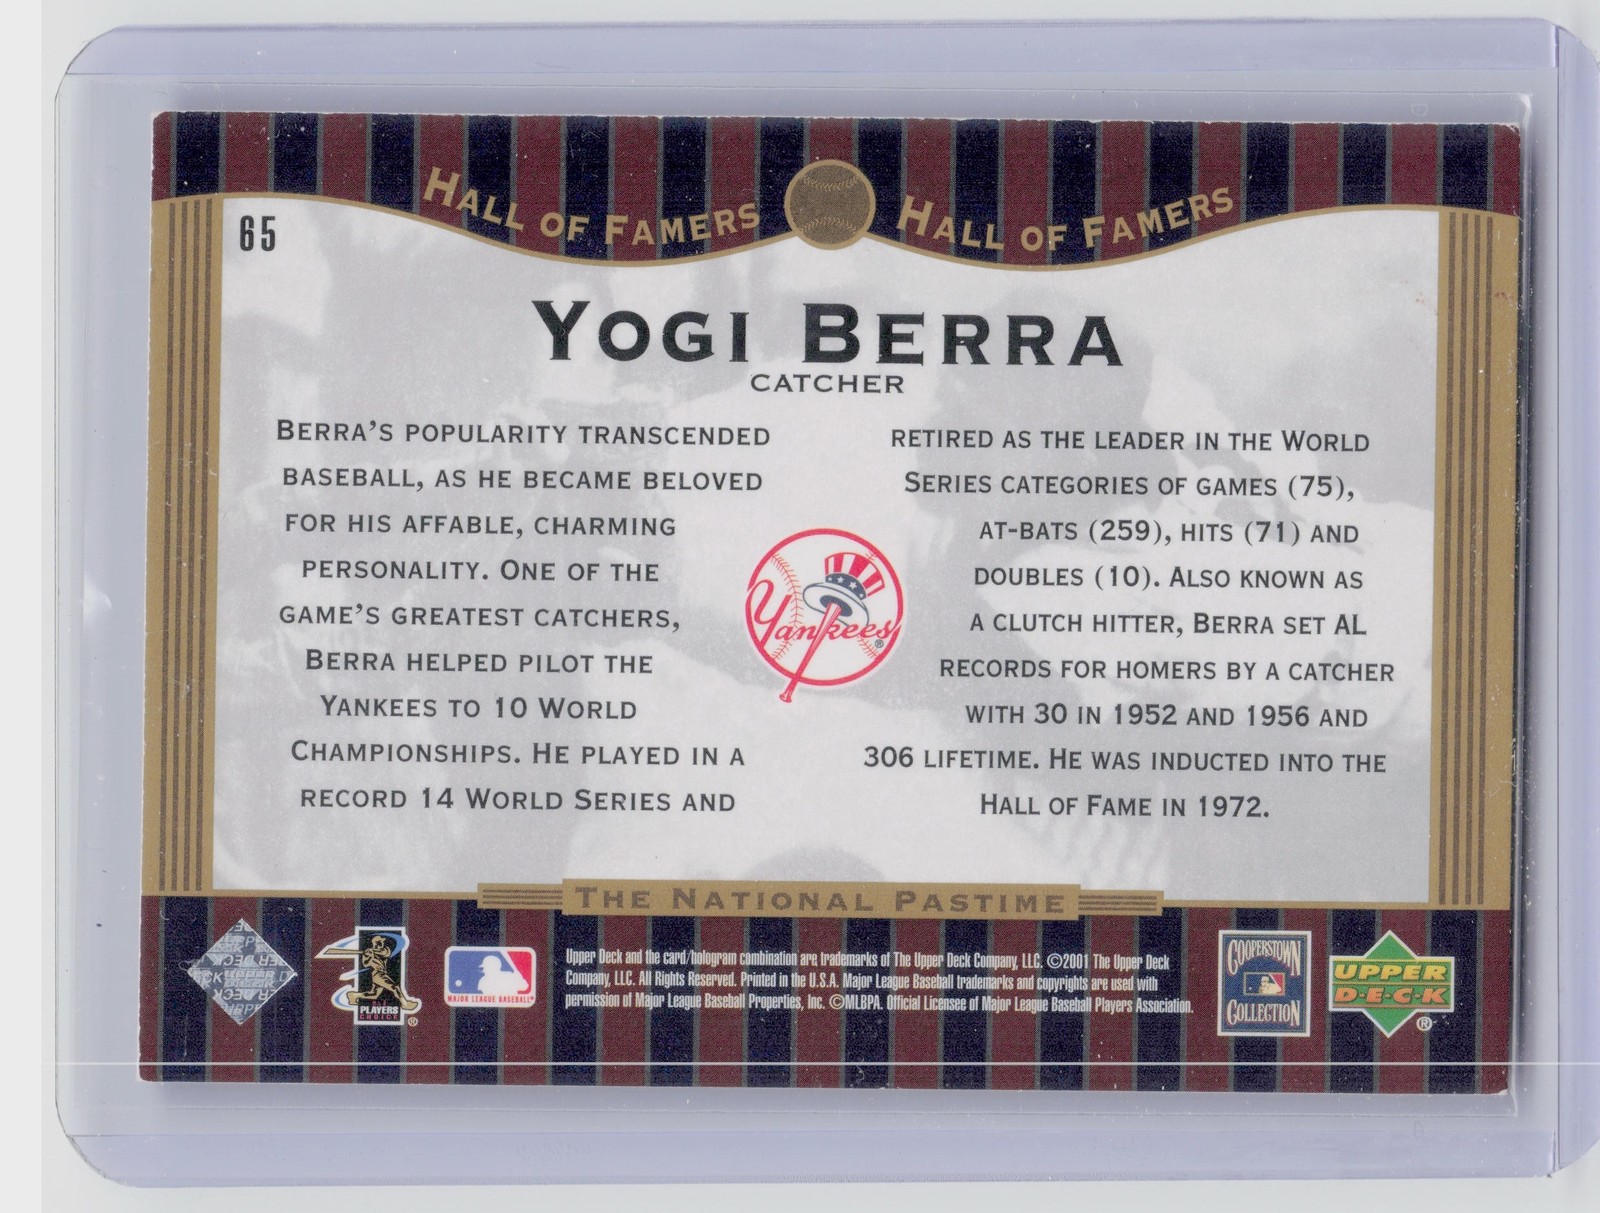 HALL OF FAMERS HALL OF FAMERS
65
YOGI BERRA
CATCHER
BERRA'S POPULARITY TRANSCENDED
BASEBALL, AS HE BECAME BELOVED
FOR HIS AFFABLE, CHARMING
PERSONALITY. ONE OF THE
GAME'S GREATEST CATCHERS,
BERRA HELPED PILOT THE
YANKEES TO 10 WORLD
CHAMPIONSHIPS. HE PLAYED IN A
RECORD 14 WORLD SERIES AND
RETIRED AS THE LEADER IN THE WORLD
SERIES CATEGORIES OF GAMES (75),
AT-BATS (259), HITS (71) AND
DOUBLES (10). ALSO KNOWN AS
A CLUTCH HITTER, BERRA SET AL
RECORDS FOR HOMERS BY A CATCHER
WITH 30 IN 1952 AND 1956 AND
306 LIFETIME. HE WAS INDUCTED INTO THE
HALL OF FAME IN 1972.
Yankees®
THE NATIONAL PASTIME
PLAYERS
CHOICE
®
MAJOR LEAGUE BASEBALL®
Upper Deck and the card/hologram combination are trademarks of The Upper Deck Company, LLC. ©2001 The Upper Deck
Company, LLC. All Rights Reserved. Printed in the U.S.A. Major League Baseball trademarks and copyrights are used with
permission of Major League Baseball Properties, Inc. ©MLBPA. Official Licensee of Major League Baseball Players Association.
COOPERSTOWN
COLLECTION
UPPER
D·E·C·K
®